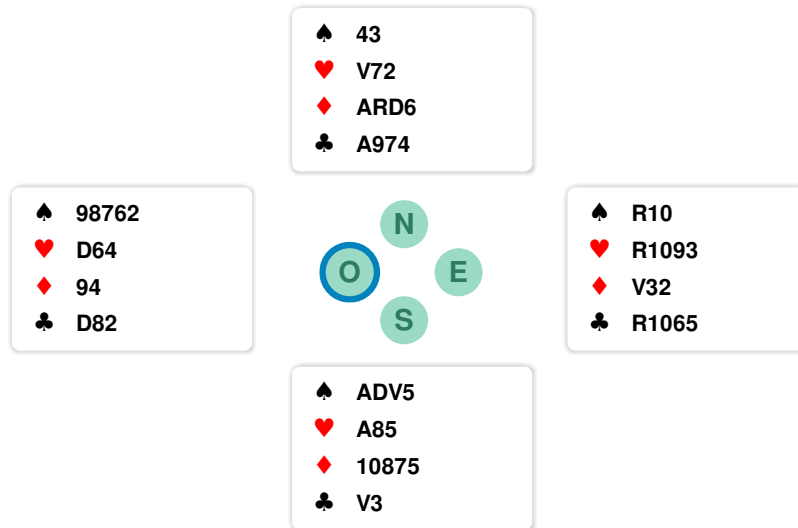 ♠ 43
♥ V72
♦ ARD6
♣ A974
♠ 98762
♥ D64
♦ 94
♣ D82
N
O E
S
♠ R10
♥ R1093
♦ V32
♣ R1065
♠ ADV5
♥ A85
♦ 10875
♣ V3